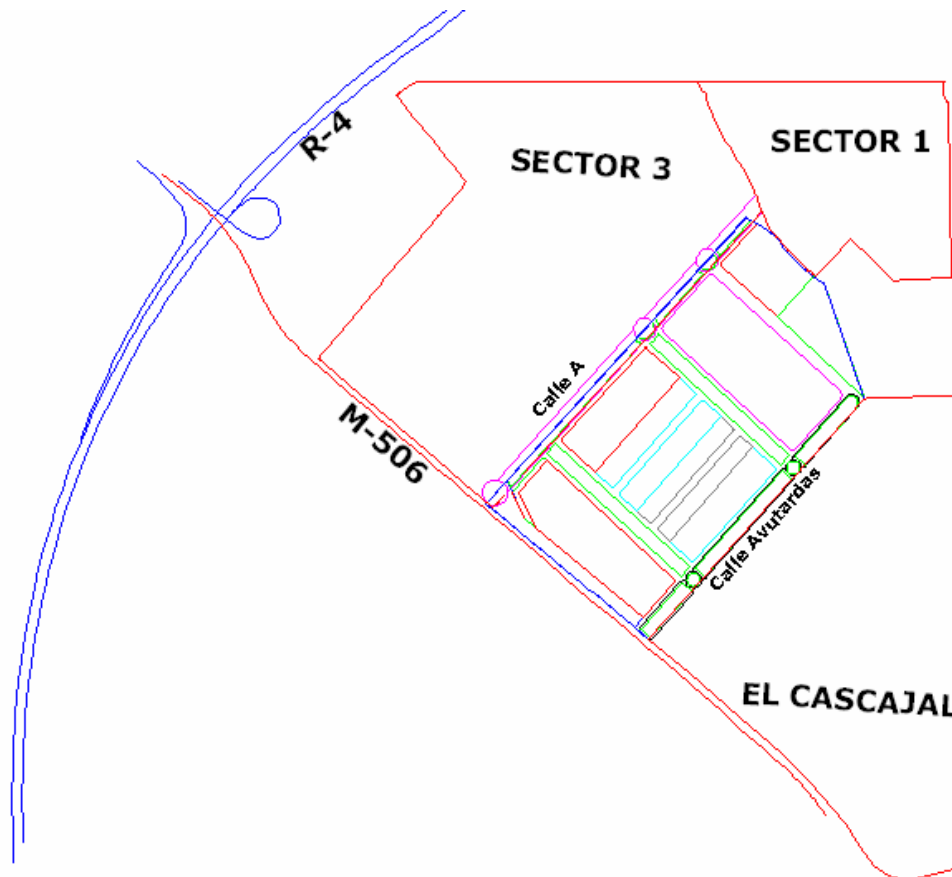 R-4
SECTOR 3
SECTOR 1
Calle A
M-506
Calle Avutardas
EL CASCAJAL